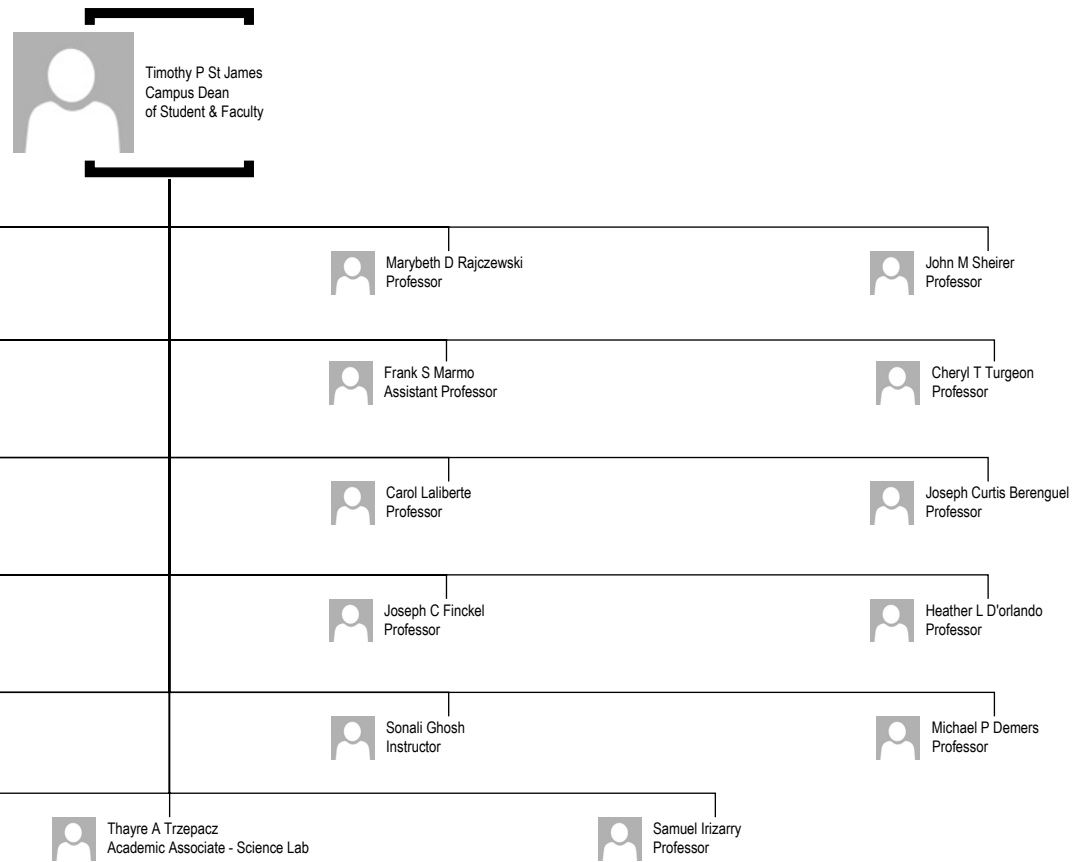 Timothy P St James
Campus Dean
of Student & Faculty
Marybeth D Rajczewski
Professor
John M Sheirer
Professor
Frank S Marmo
Assistant Professor
Cheryl T Turgeon
Professor
Carol Laliberte
Professor
Joseph Curtis Berenguel
Professor
Joseph C Finckel
Professor
Heather L D'orlando
Professor
Sonali Ghosh
Instructor
Michael P Demers
Professor
Thayre A Trzepacz
Academic Associate - Science Lab
Samuel Irizarry
Professor